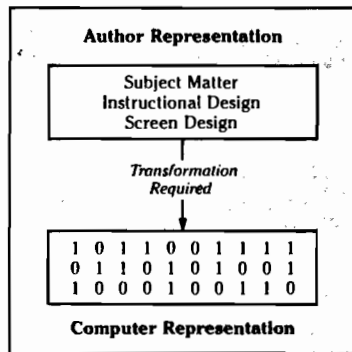 Author Representation
Subject Matter
Instructional Design
Screen Design
Transformation
Required
1 0 1 1 0 0 1 1 1 1
0 1 1 0 1 0 1 0 0 1
1 0 0 0 1 0 0 1 1 0
Computer Representation